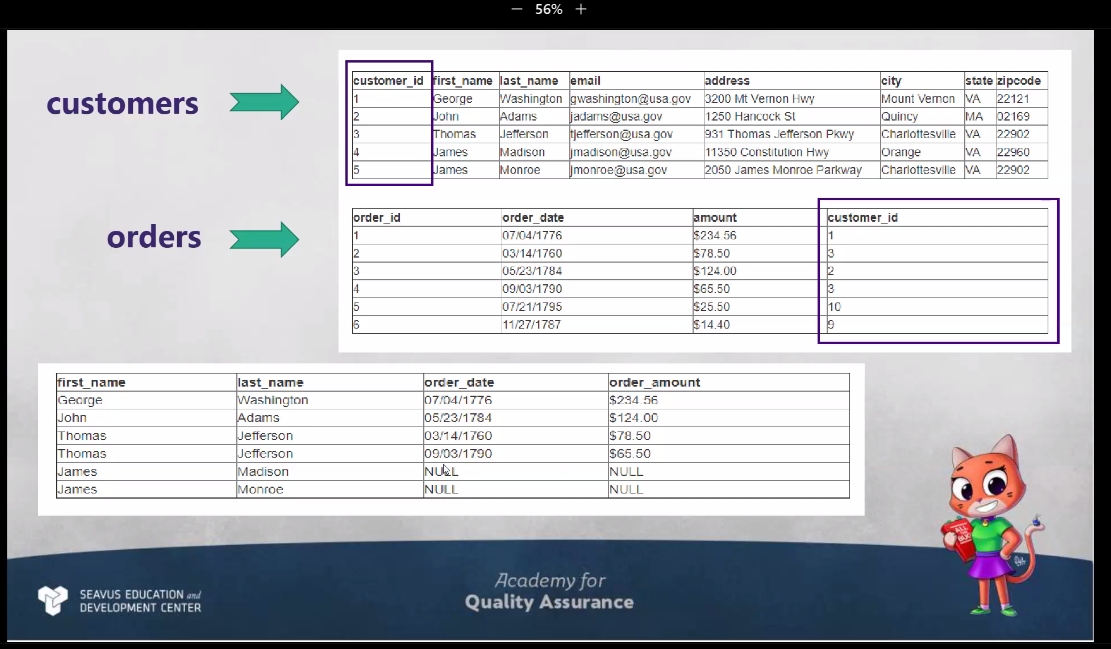 — 56% +
customers
customer_id first_name last_name email address city state zipcode
1 George Washington gwashington@usa.gov 3200 Mt Vernon Hwy Mount Vernon VA 22121
2 John Adams jadams@usa.gov 1250 Hancock St Quincy MA 02169
3 Thomas Jefferson tjefferson@usa.gov 931 Thomas Jefferson Pkwy Charlottesville VA 22902
4 James Madison jmadison@usa.gov 11350 Constitution Hwy Orange VA 22960
5 James Monroe jmonroe@usa.gov 2050 James Monroe Parkway Charlottesville VA 22902
orders
order_id order_date amount customer_id
1 07/04/1776 $234.56 1
2 03/14/1760 $78.50 3
3 05/23/1784 $124.00 2
4 09/03/1790 $65.50 3
5 07/21/1795 $25.50 10
6 11/27/1787 $14.40 9
first_name last_name order_date order_amount
George Washington 07/04/1776 $234.56
John Adams 05/23/1784 $124.00
Thomas Jefferson 03/14/1760 $78.50
Thomas Jefferson 09/03/1790 $65.50
James Madison NULL NULL
James Monroe NULL NULL
SEAVUS EDUCATION and
DEVELOPMENT CENTER
Academy for
Quality Assurance